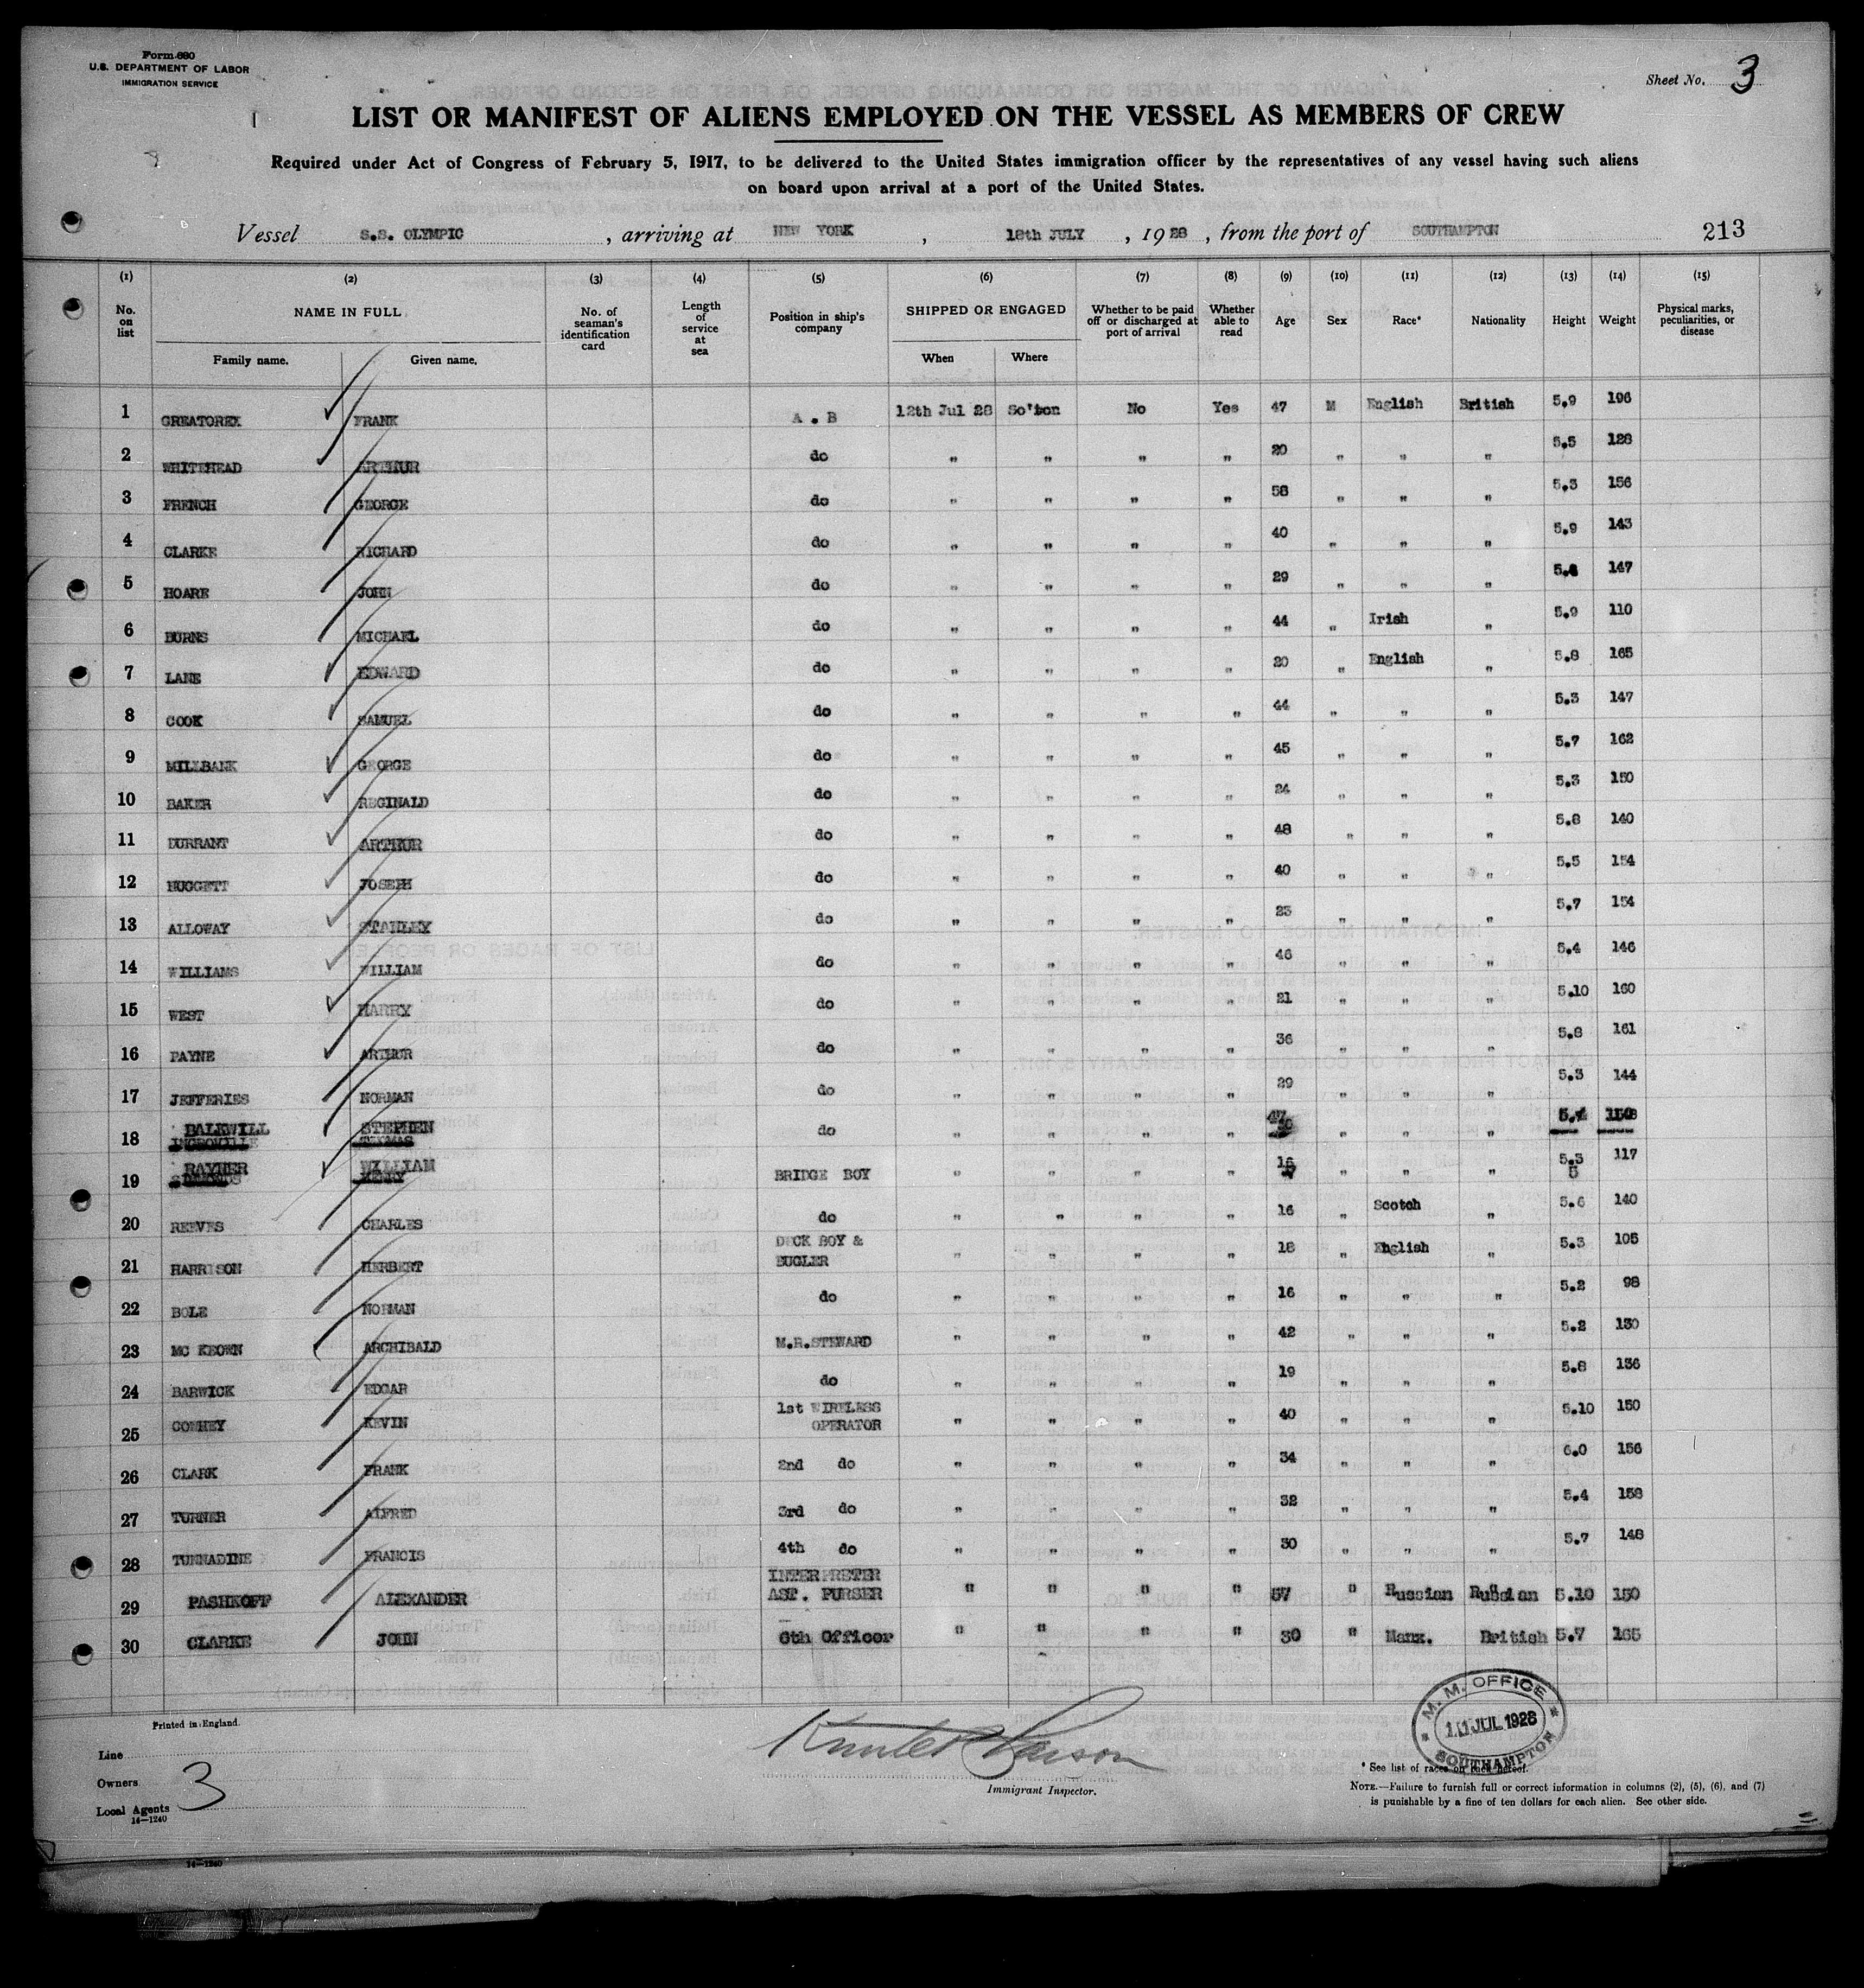 Form 680
U.S. DEPARTMENT OF LABOR
IMMIGRATION SERVICE
Sheet No. 3
LIST OR MANIFEST OF ALIENS EMPLOYED ON THE VESSEL AS MEMBERS OF CREW
Required under Act of Congress of February 5, 1917, to be delivered to the United States immigration officer by the representatives of any vessel having such aliens
on board upon arrival at a port of the United States.
Vessel S.S. OLYMPIC, arriving at NEW YORK, 18th JULY, 1928, from the port of SOUTHAMPTON 213
(1) (2) (3) (4) (5) (6) (7) (8) (9) (10) (11) (12) (13) (14) (15)
No. on list NAME IN FULL No. of seaman's identification card Length of service at sea Position in ship's company SHIPPED OR ENGAGED Whether to be paid off or discharged at port of arrival Whether able to read Age Sex Race* Nationality Height Weight Physical marks, peculiarities, or disease
Family name. Given name. When Where
1 GREATOREX FRANK A.B 12th Jul 28 So'ton No Yes 47 M English British 5.9 196
2 WHITEHEAD ARTHUR do " " " " 20 " " " 5.5 128
3 FRENCH GEORGE do " " " " 58 " " " 5.3 156
4 CLARKE RICHARD do " " " " 40 " " " 5.9 143
5 HOARE JOHN do " " " " 29 " " " 147
6 BURNS MICHAEL do " " " " 44 " Irish " 5.9 110
7 LANE EDWARD do " " " " 20 " English " 5.8 165
8 COOK SAMUEL do " " " " 44 " " " 5.3 147
9 MILLBANK GEORGE do " " " " 45 " " " 5.7 162
10 BAKER REGINALD do " " " " 24 " " " 5.3 150
11 DURRANT ARTHUR do " " " " 48 " " " 5.8 140
12 HUGGETT JOSEPH do " " " " 40 " " " 5.5 154
13 ALLOWAY STANLEY do " " " " 23 " " " 5.7 154
14 WILLIAMS WILLIAM do " " " " 46 " " " 5.4 146
15 WEST HARRY do " " " " 21 " " " 5.10 160
16 PAYNE ARTHUR do " " " " 36 " " " 5.8 161
17 JEFFERIES NORMAN do " " " " 29 " " " 5.3 144
BALKWILL STEPHEN 47
18 INGROVILLE THOMAS do " " " " " " "
RAYNER WILLIAM 5.3 117
19 HENRY BRIDGE BOY " " " " " " " 5
20 REEVES CHARLES do " " " " 16 " Scotch " 5.6 140
21 HARRISON HERBERT DECK BOY & BUGLER " " " " 18 " English " 5.3 105
22 BOLE NORMAN do " " " " 16 " " " 5.2 98
23 MC KEOWN ARCHIBALD M.R.STEWARD " " " " 42 " " " 5.2 130
24 BARWICK EDGAR do " " " " 19 " " " 5.8 136
25 KEVIN 1st WIRELESS OPERATOR " " " " 40 " " " 5.10 150
26 CLARK FRANK 2nd do " " " " 34 " " " 6.0 156
27 TURNER ALFRED 3rd do " " " " 32 " " " 5.4 158
28 TUNNADINE FRANCIS 4th do " " " " 30 " " " 5.7 148
29 PASHKOFF ALEXANDER INTERPRETER AST. PURSER " " " " 57 " Russian Russian 5.10 150
30 CLARKE JOHN 6th Officer " " " " 30 " Manx. British 5.7 165
Printed in England.
Line
Owners
Local Agents 3
14—1240
Immigrant Inspector.
M. M. OFFICE
JUL 1928
SOUTHAMPTON
* See list of races on back hereof.
NOTE.—Failure to furnish full or correct information in columns (2), (5), (6), and (7)
is punishable by a fine of ten dollars for each alien. See other side.
14—1240